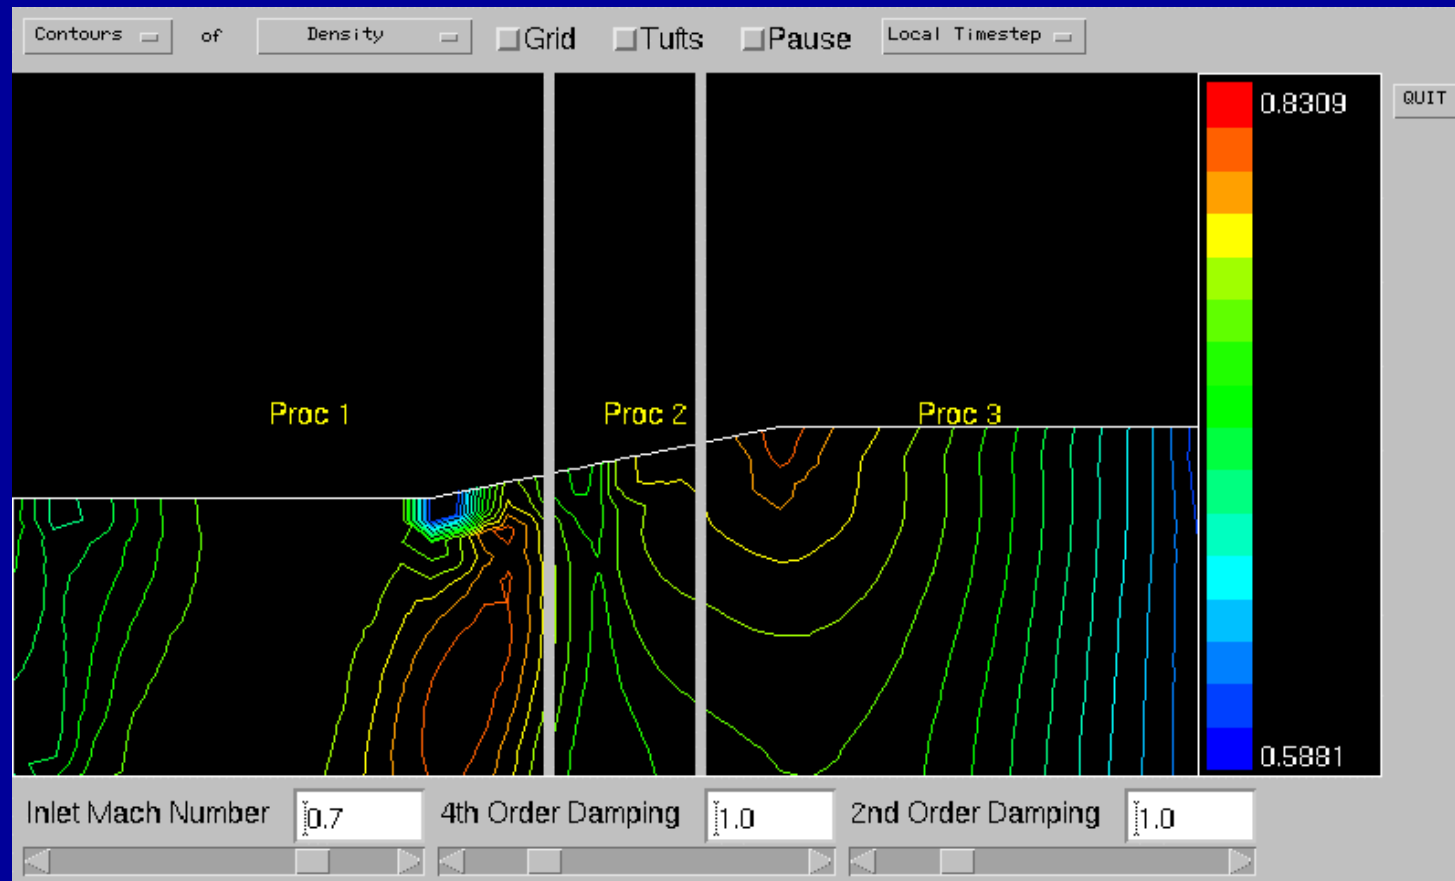 Contours of Density Grid Tufts Pause Local Timestep
0.8309 QUIT
Proc 1 Proc 2 Proc 3
0.5881
Inlet Mach Number 0.7 4th Order Damping 1.0 2nd Order Damping 1.0